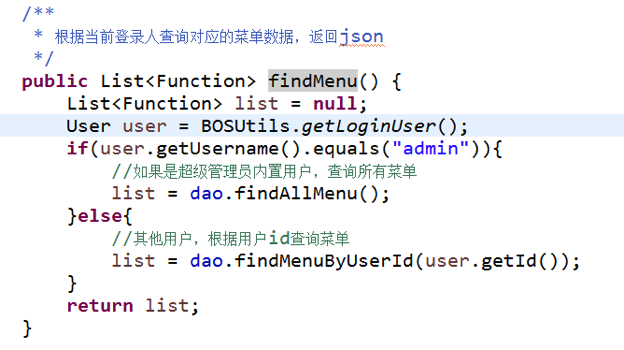 /**
 * 根据当前登录人查询对应的菜单数据，返回json
 */
public List<Function> findMenu() {
    List<Function> list = null;
    User user = BOSUtils.getLoginUser();
    if(user.getUsername().equals("admin")){
        //如果是超级管理员内置用户，查询所有菜单
        list = dao.findAllMenu();
    }else{
        //其他用户，根据用户id查询菜单
        list = dao.findMenuByUserId(user.getId());
    }
    return list;
}